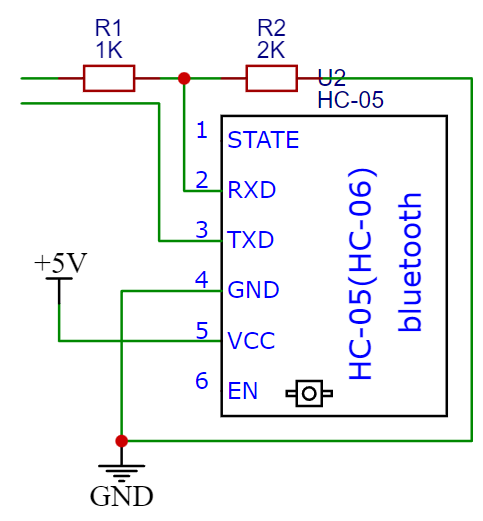 R1
1K
R2
2K
U2
HC-05
1
STATE
2
RXD
3
TXD
4
GND
5
VCC
6
EN
HC-05(HC-06)
bluetooth
+5V
GND